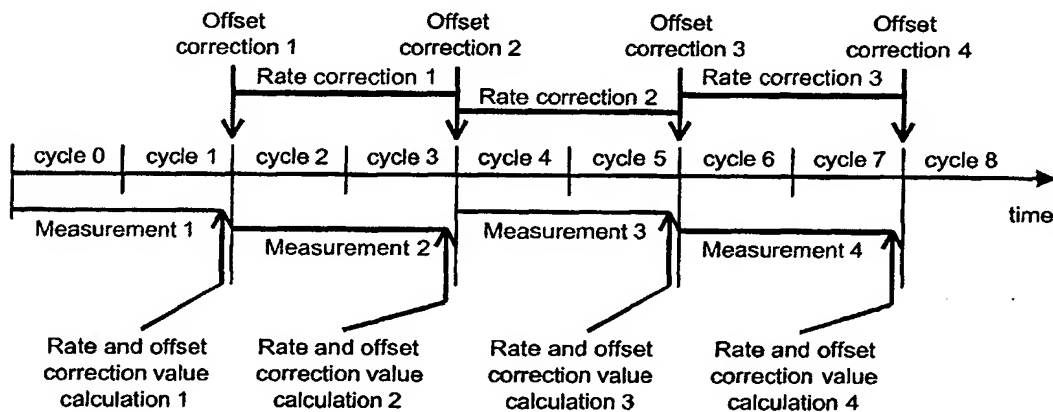 Offset
correction 1
Offset
correction 2
Offset
correction 3
Offset
correction 4
Rate correction 1
Rate correction 2
Rate correction 3
cycle 0
cycle 1
cycle 2
cycle 3
cycle 4
cycle 5
cycle 6
cycle 7
cycle 8
time
Measurement 1
Measurement 2
Measurement 3
Measurement 4
Rate and offset
correction value
calculation 1
Rate and offset
correction value
calculation 2
Rate and offset
correction value
calculation 3
Rate and offset
correction value
calculation 4